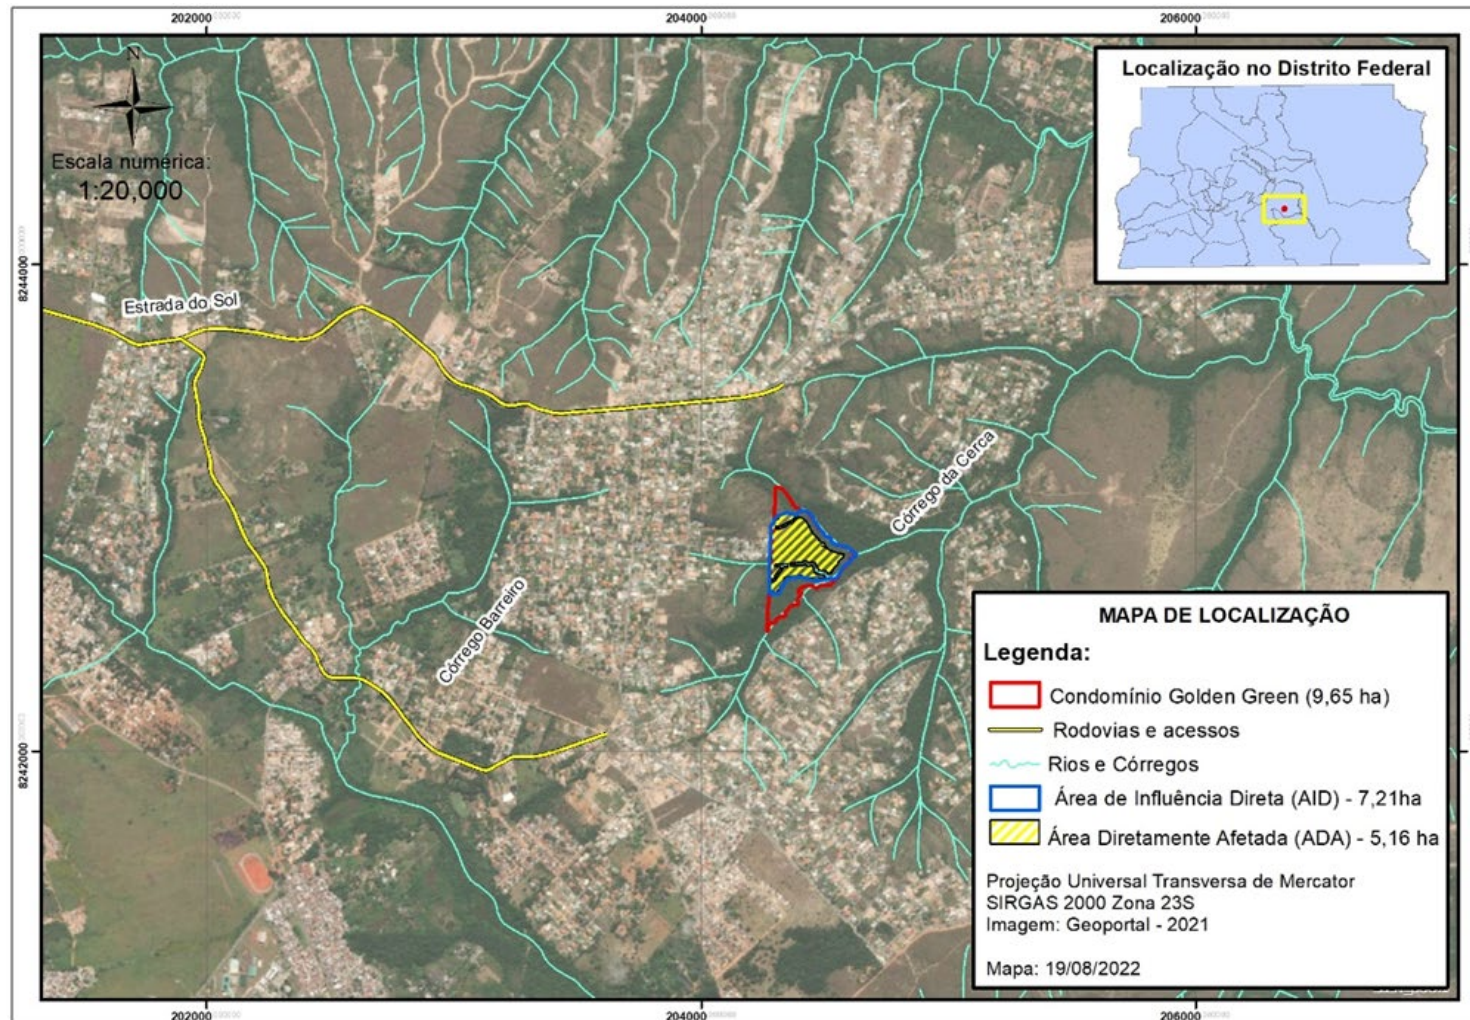 202000
204000
206000
N
Escala numérica:
1:20,000
Localização no Distrito Federal
8244000
Estrada do Sol
Córrego da Cerca
Córrego Barreiro
8242000
MAPA DE LOCALIZAÇÃO
Legenda:
Condomínio Golden Green (9,65 ha)
Rodovias e acessos
Rios e Córregos
Área de Influência Direta (AID) - 7,21ha
Área Diretamente Afetada (ADA) - 5,16 ha
Projeção Universal Transversa de Mercator
SIRGAS 2000 Zona 23S
Imagem: Geoportal - 2021
Mapa: 19/08/2022
202000
204000
206000